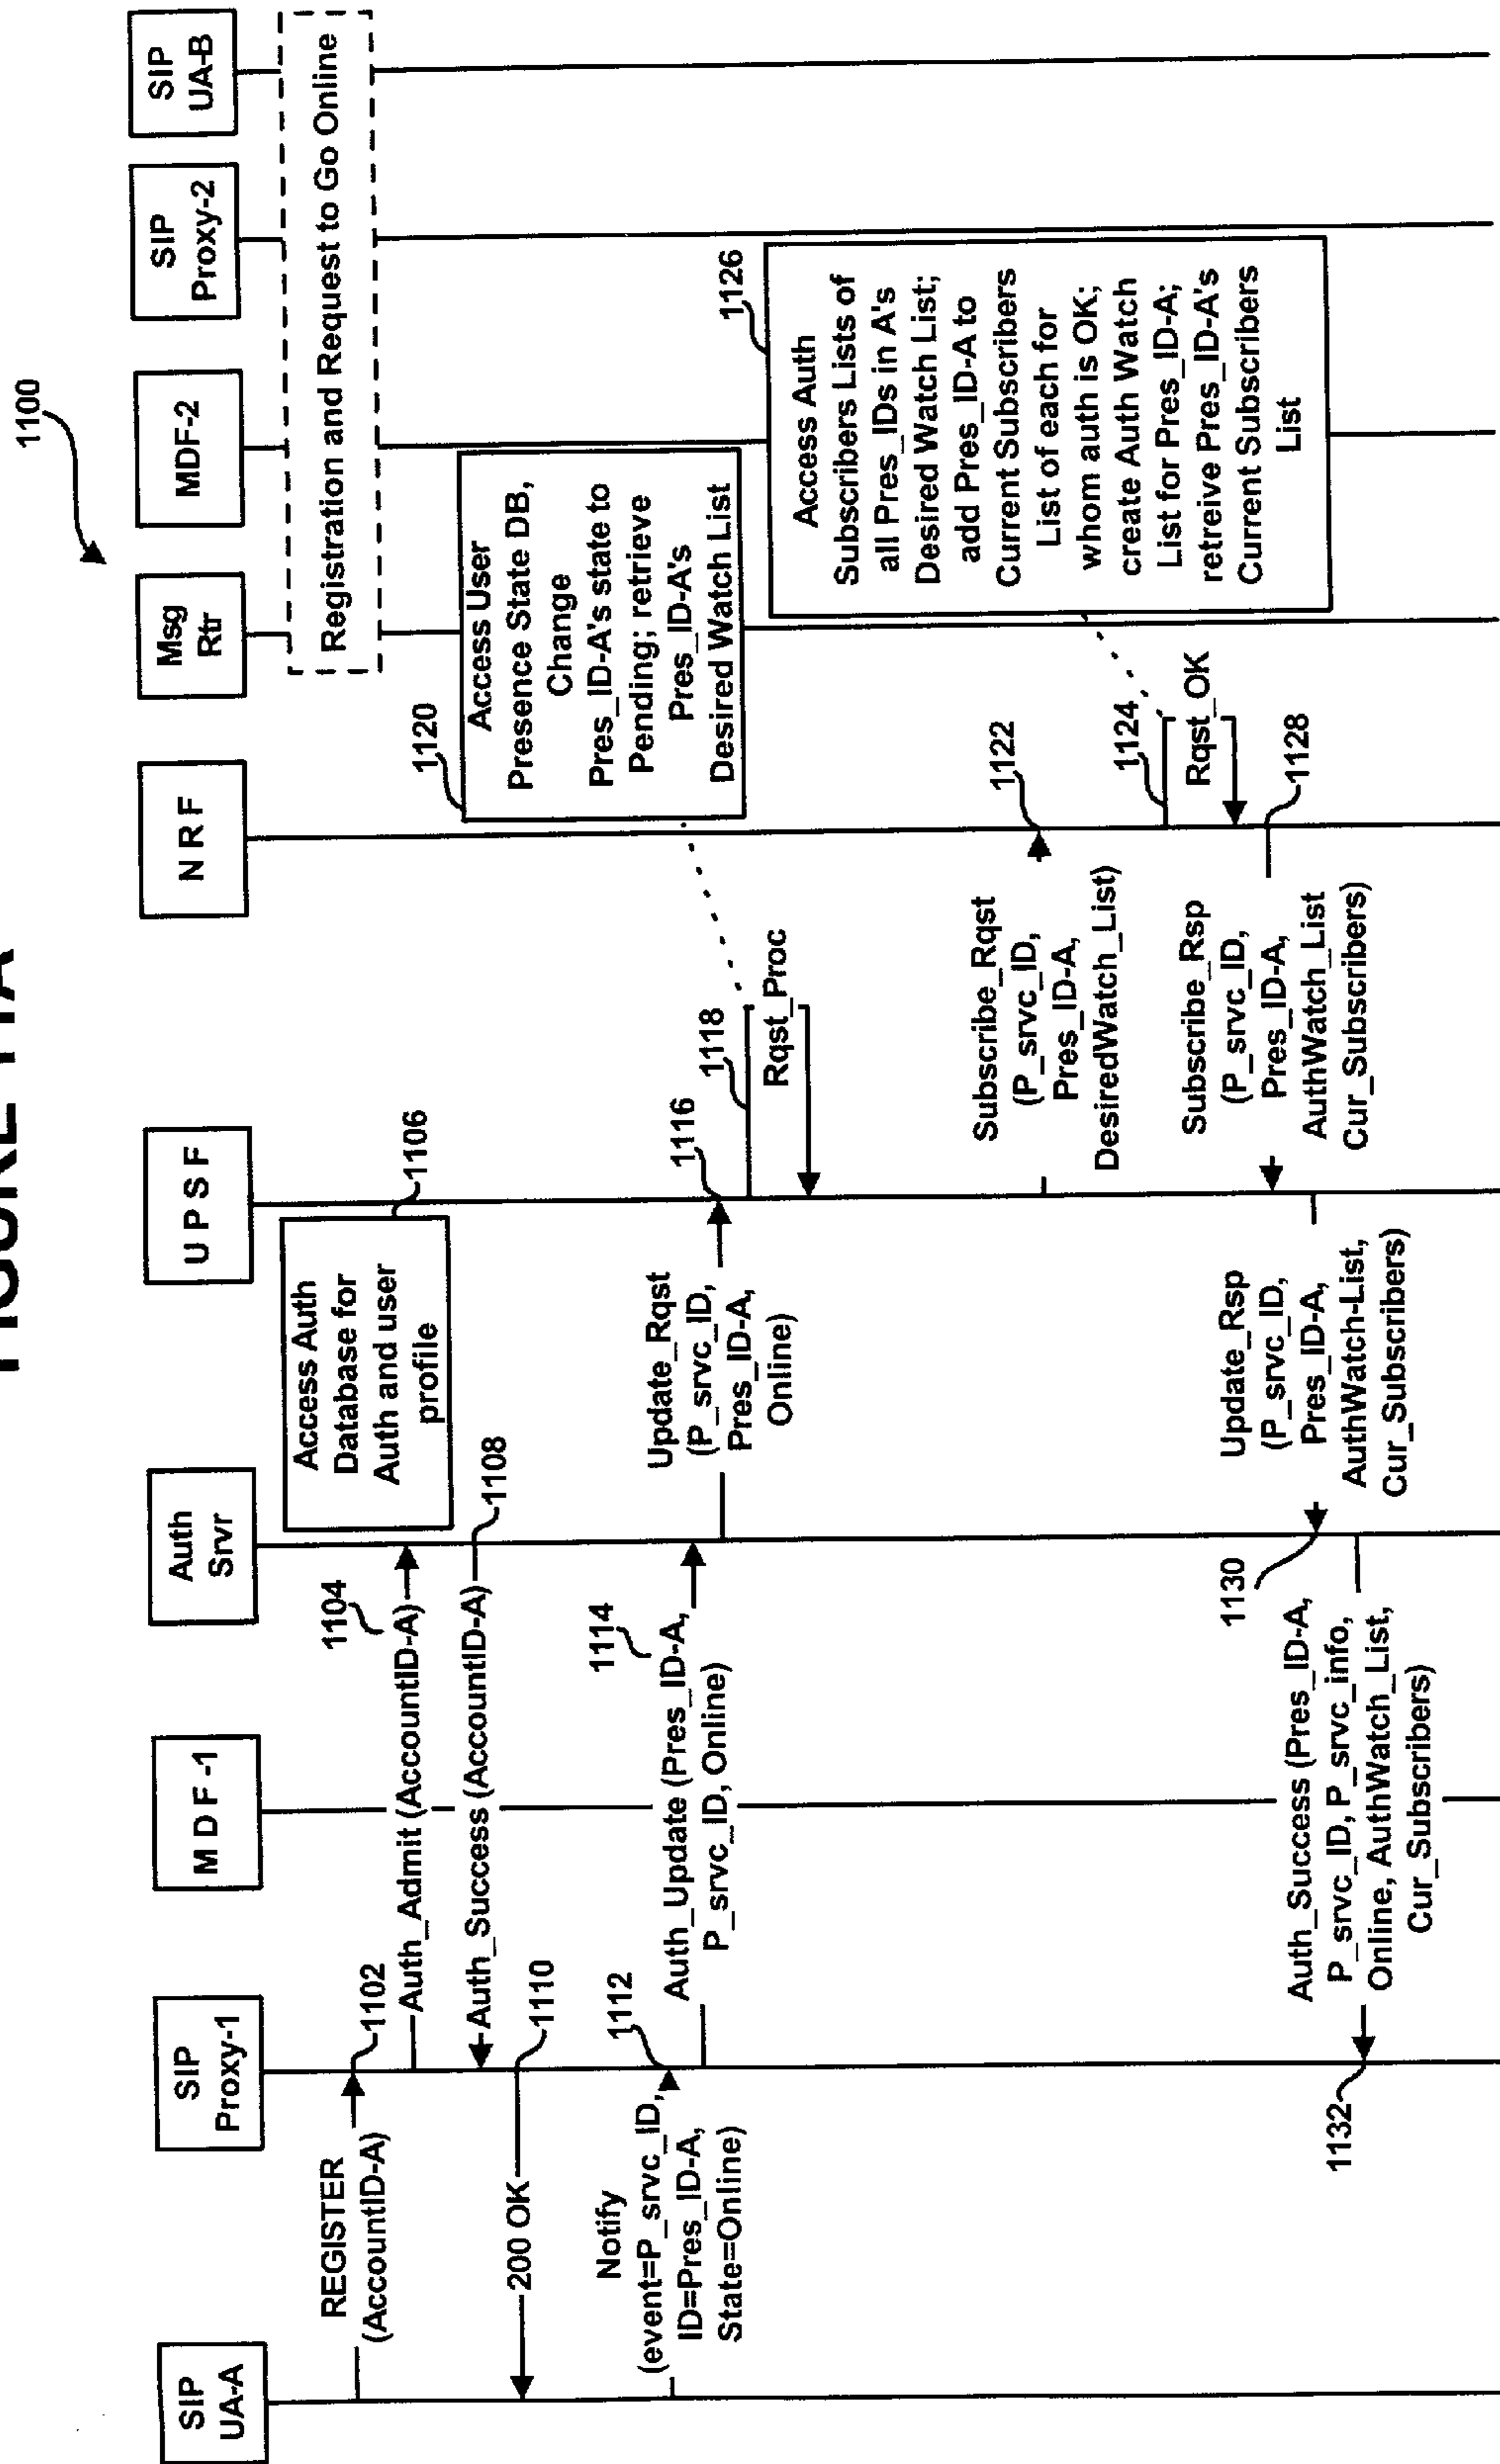 FIGURE 11A
1100
SIP
UA-A
SIP
Proxy-1
M D F -1
Auth
Srvr
U P S F
N R F
Msg
Rtr
MDF-2
SIP
Proxy-2
SIP
UA-B
Registration and Request to Go Online
REGISTER
(AccountID-A)
1102
Auth_Admit (AccountID-A)
1104
Access Auth
Database for
Auth and user
profile
1106
Auth_Success (AccountID-A)
1108
200 OK
1110
Notify
(event=P_srvc_ID,
ID=Pres_ID-A,
State=Online)
1112
Auth_Update (Pres_ID-A,
P_srvc_ID, Online)
1114
Update_Rqst
(P_srvc_ID,
Pres_ID-A,
Online)
1116
1118
Rqst_Proc
1120
Access User
Presence State DB,
Change
Pres_ID-A's state to
Pending; retrieve
Pres_ID-A's
Desired Watch List
Subscribe_Rqst
(P_srvc_ID,
Pres_ID-A,
DesiredWatch_List)
1122
1124
Rqst_OK
1126
Access Auth
Subscribers Lists of
all Pres_IDs in A's
Desired Watch List;
add Pres_ID-A to
Current Subscribers
List of each for
whom auth is OK;
create Auth Watch
List for Pres_ID-A;
retreive Pres_ID-A's
Current Subscribers
List
Subscribe_Rsp
(P_srvc_ID,
Pres_ID-A,
AuthWatch_List
Cur_Subscribers)
1128
Update_Rsp
(P_srvc_ID,
Pres_ID-A,
AuthWatch-List,
Cur_Subscribers)
1130
Auth_Success (Pres_ID-A,
P_srvc_ID, P_srvc_info,
Online, AuthWatch_List,
Cur_Subscribers)
1132